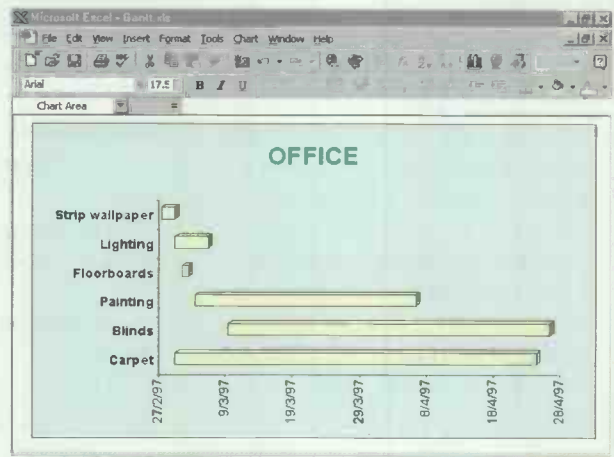 Microsoft Excel - Gantt.xls
File Edit View Insert Format Tools Chart Window Help
Arial 17.5 B I U
Chart Area =
OFFICE
Strip wallpaper
Lighting
Floorboards
Painting
Blinds
Carpet
27/2/97 9/3/97 19/3/97 29/3/97 8/4/97 18/4/97 28/4/97